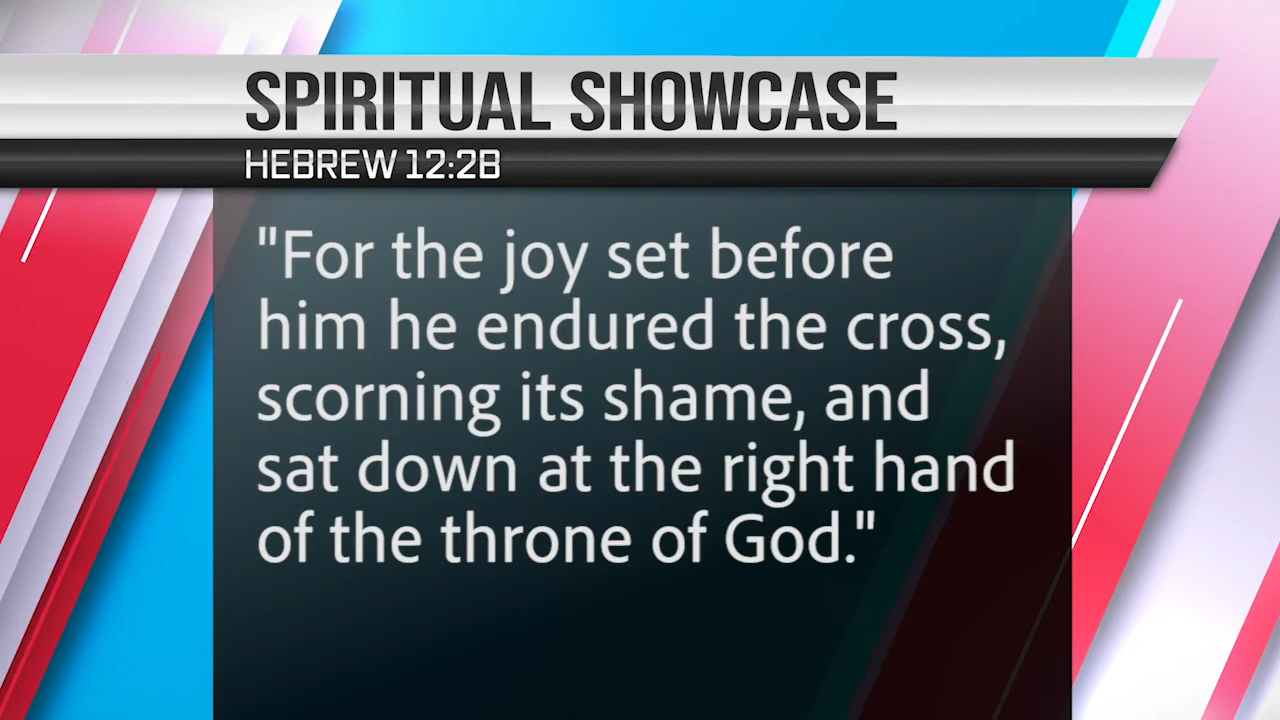 SPIRITUAL SHOWCASE
HEBREW 12:2B
"For the joy set before
him he endured the cross,
scorning its shame, and
sat down at the right hand
of the throne of God."